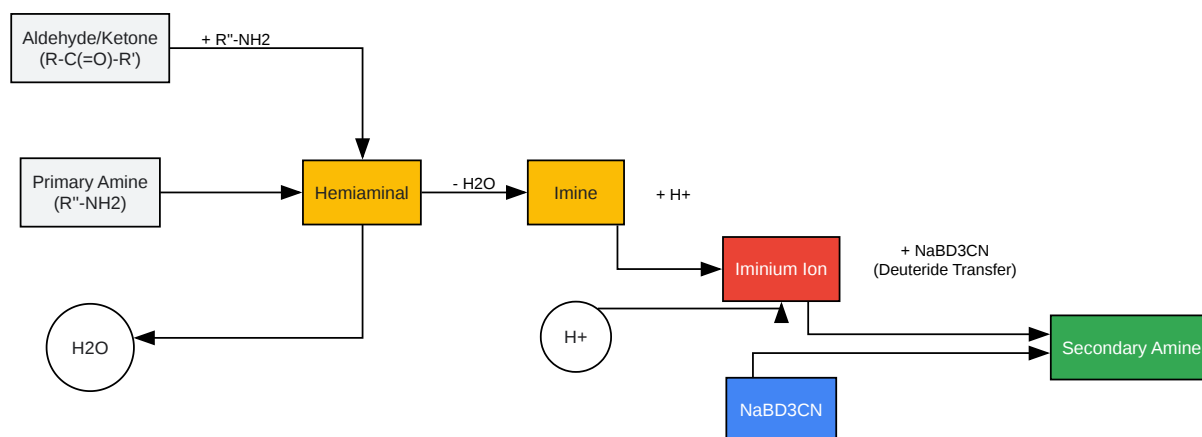 Aldehyde/Ketone
(R-C(=O)-R')
+ R"-NH2
Primary Amine
(R"-NH2)
Hemiaminal
- H2O
Imine
+ H+
Iminium Ion
+ NaBD3CN
(Deuteride Transfer)
H2O
H+
Secondary Amine
NaBD3CN